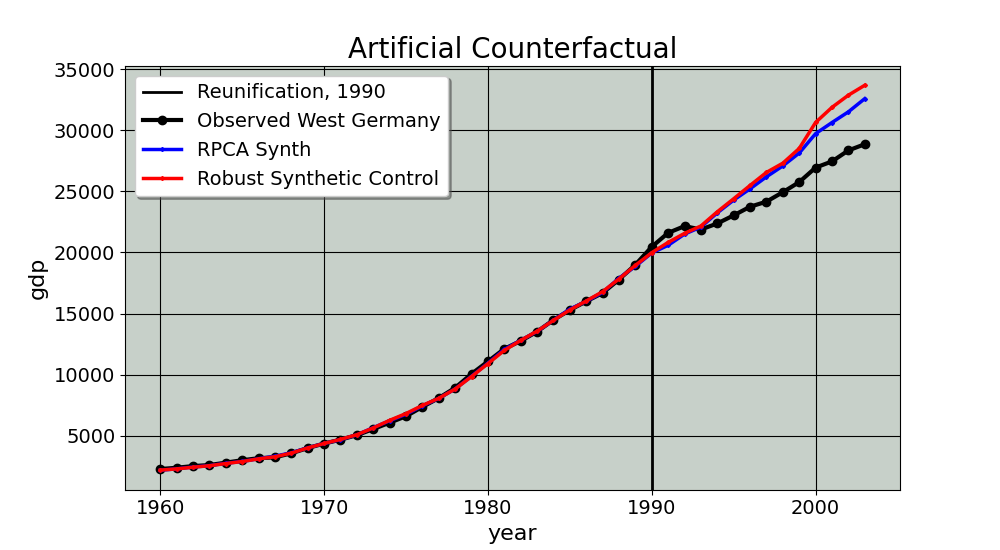 Artificial Counterfactual
35000
30000
25000
20000
15000
10000
5000
gdp
Reunification, 1990
Observed West Germany
RPCA Synth
Robust Synthetic Control
1960 1970 1980 1990 2000
year